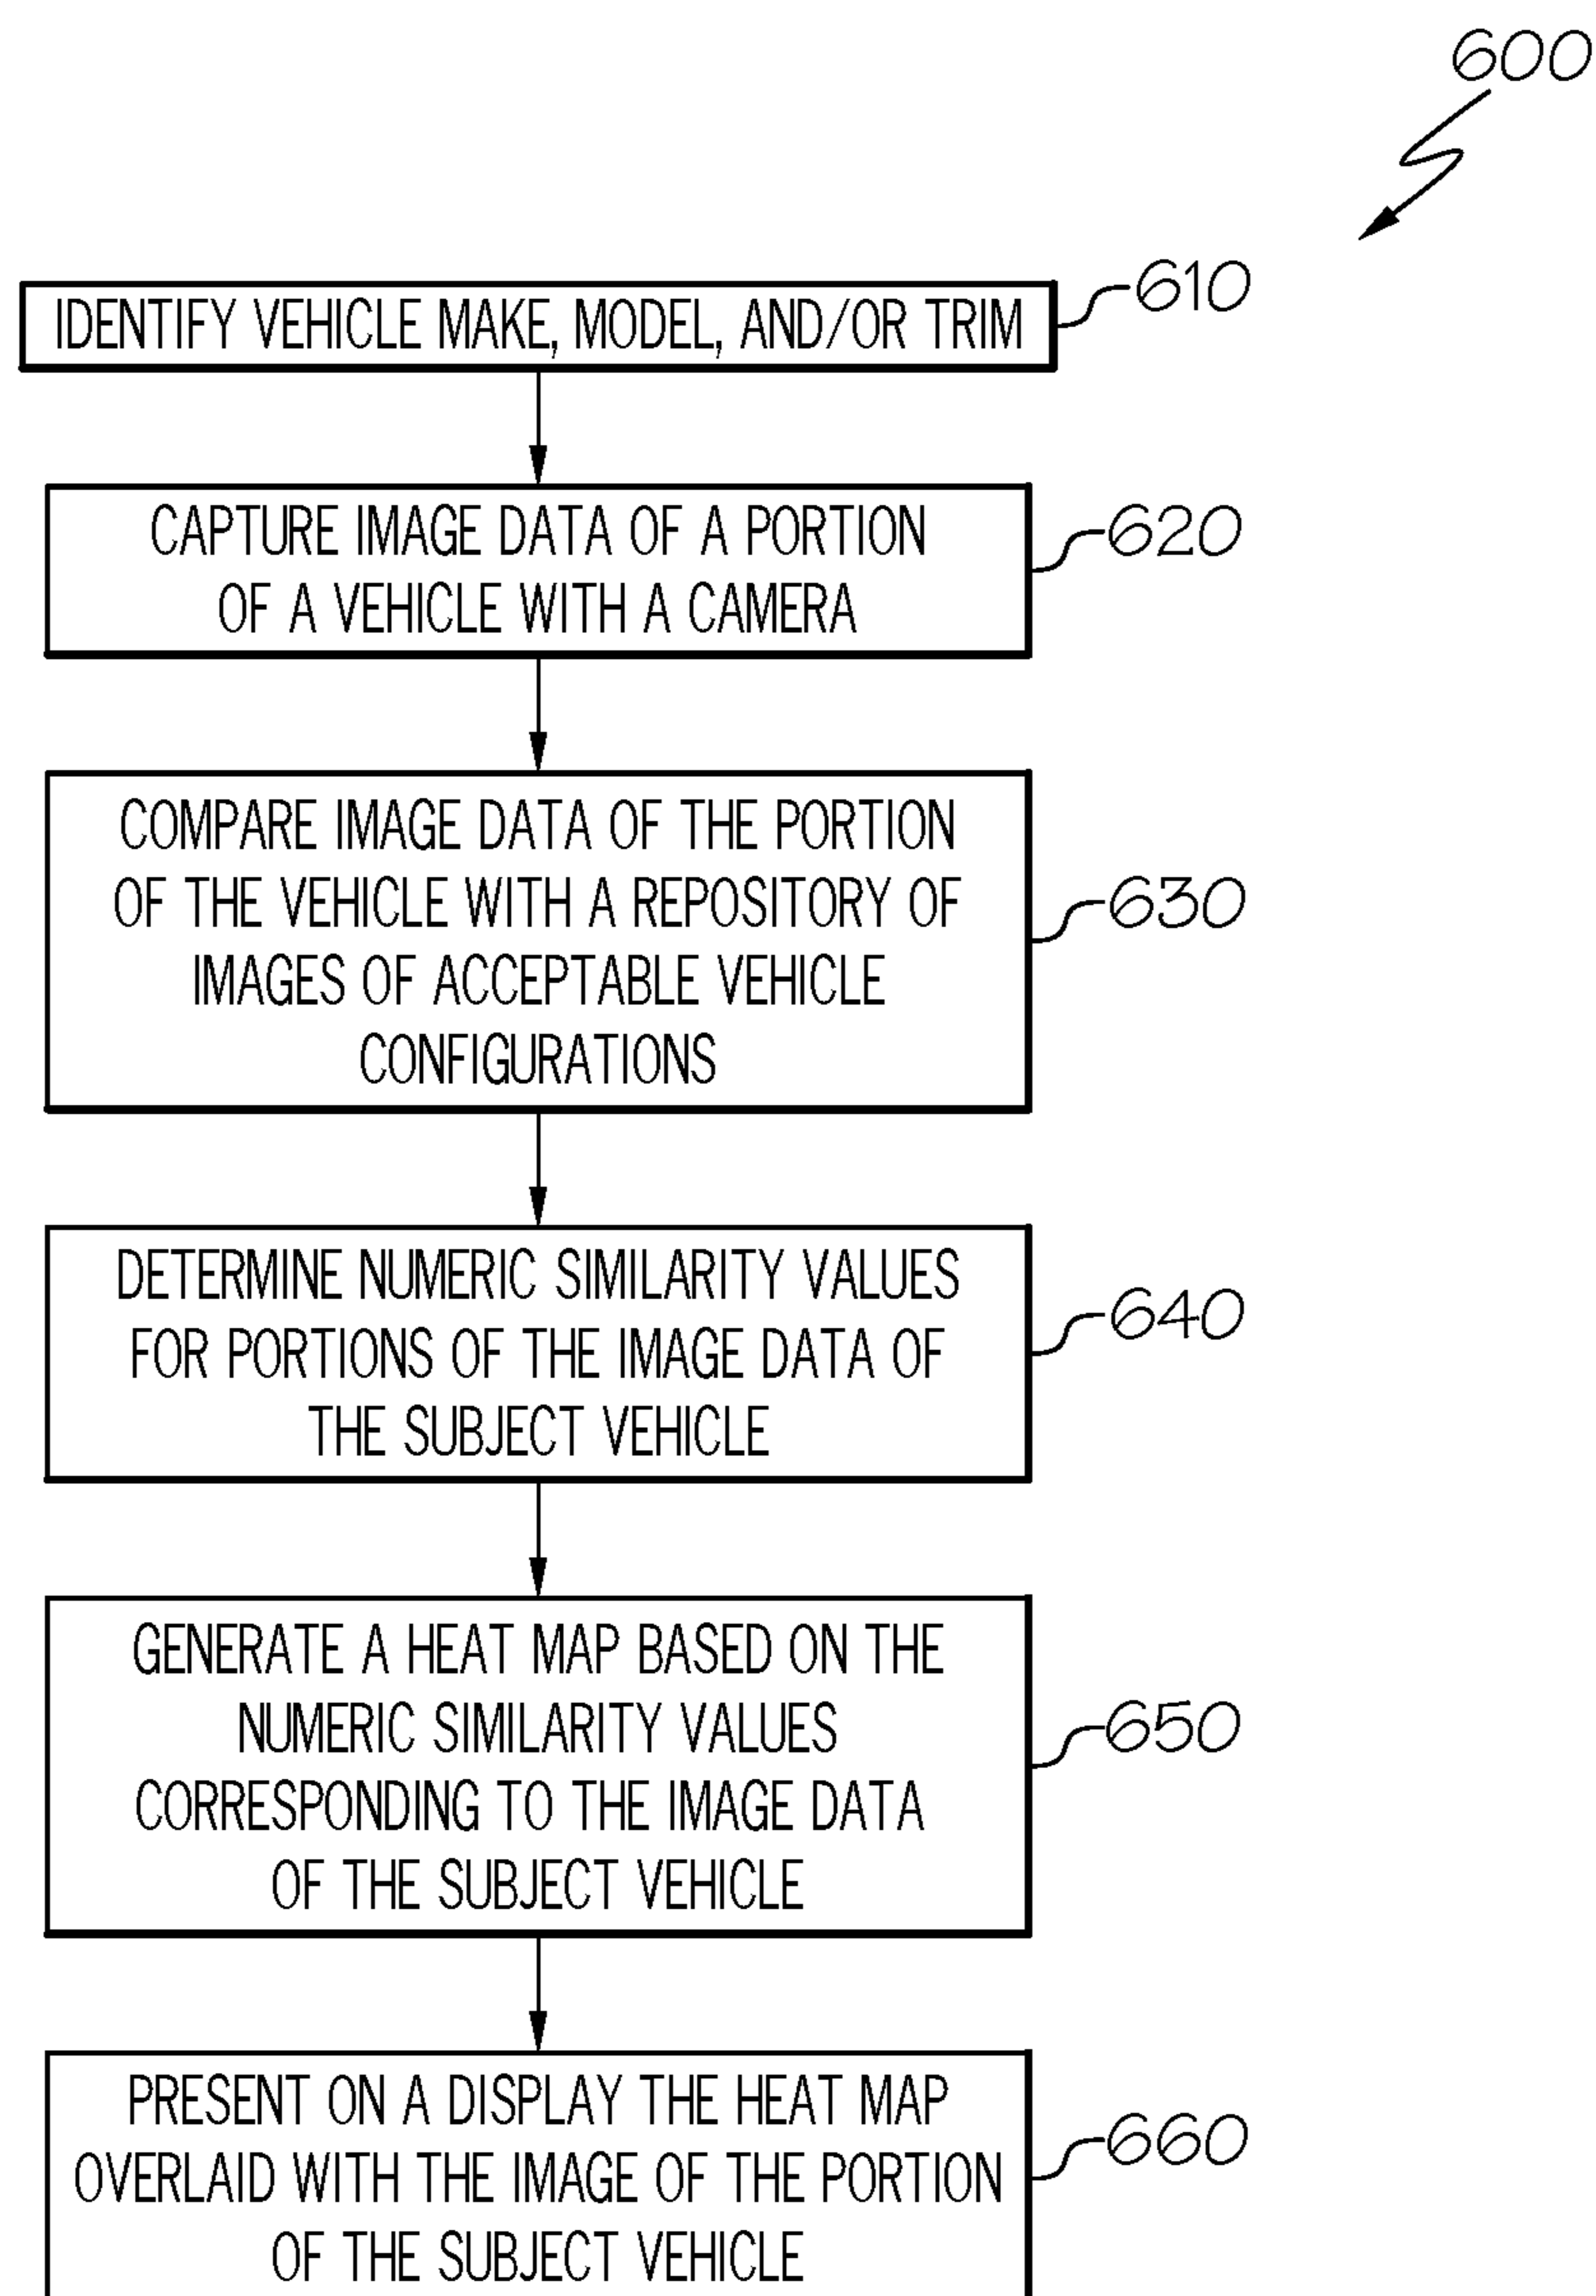 600
IDENTIFY VEHICLE MAKE, MODEL, AND/OR TRIM
610
CAPTURE IMAGE DATA OF A PORTION
OF A VEHICLE WITH A CAMERA
620
COMPARE IMAGE DATA OF THE PORTION
OF THE VEHICLE WITH A REPOSITORY OF
IMAGES OF ACCEPTABLE VEHICLE
CONFIGURATIONS
630
DETERMINE NUMERIC SIMILARITY VALUES
FOR PORTIONS OF THE IMAGE DATA OF
THE SUBJECT VEHICLE
640
GENERATE A HEAT MAP BASED ON THE
NUMERIC SIMILARITY VALUES
CORRESPONDING TO THE IMAGE DATA
OF THE SUBJECT VEHICLE
650
PRESENT ON A DISPLAY THE HEAT MAP
OVERLAID WITH THE IMAGE OF THE PORTION
OF THE SUBJECT VEHICLE
660